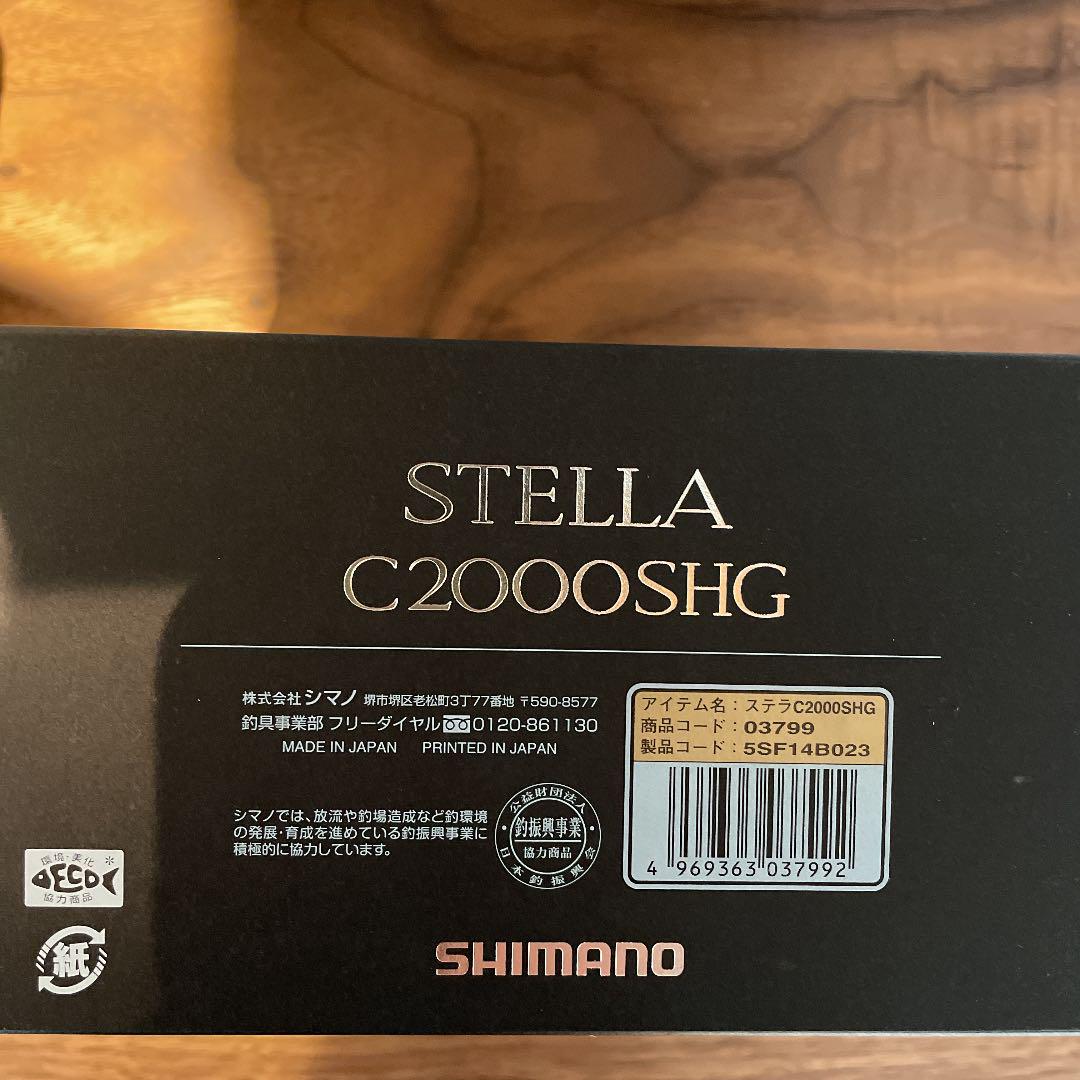 STELLA
C2000SHG
株式会社 シマノ 堺市堺区老松町3丁77番地 〒590-8577
釣具事業部 フリーダイヤル 0120-861130
MADE IN JAPAN PRINTED IN JAPAN
アイテム名：ステラC2000SHG
商品コード：03799
製品コード：5SF14B023
4 969363 037992
シマノでは、放流や釣場造成など釣環境
の発展・育成を進めている釣振興事業に
積極的に協力しています。
公益財団法人
・釣振興事業・
協力商品
日本釣振興会
環境・美化
ECO
協力商品
紙
SHIMANO